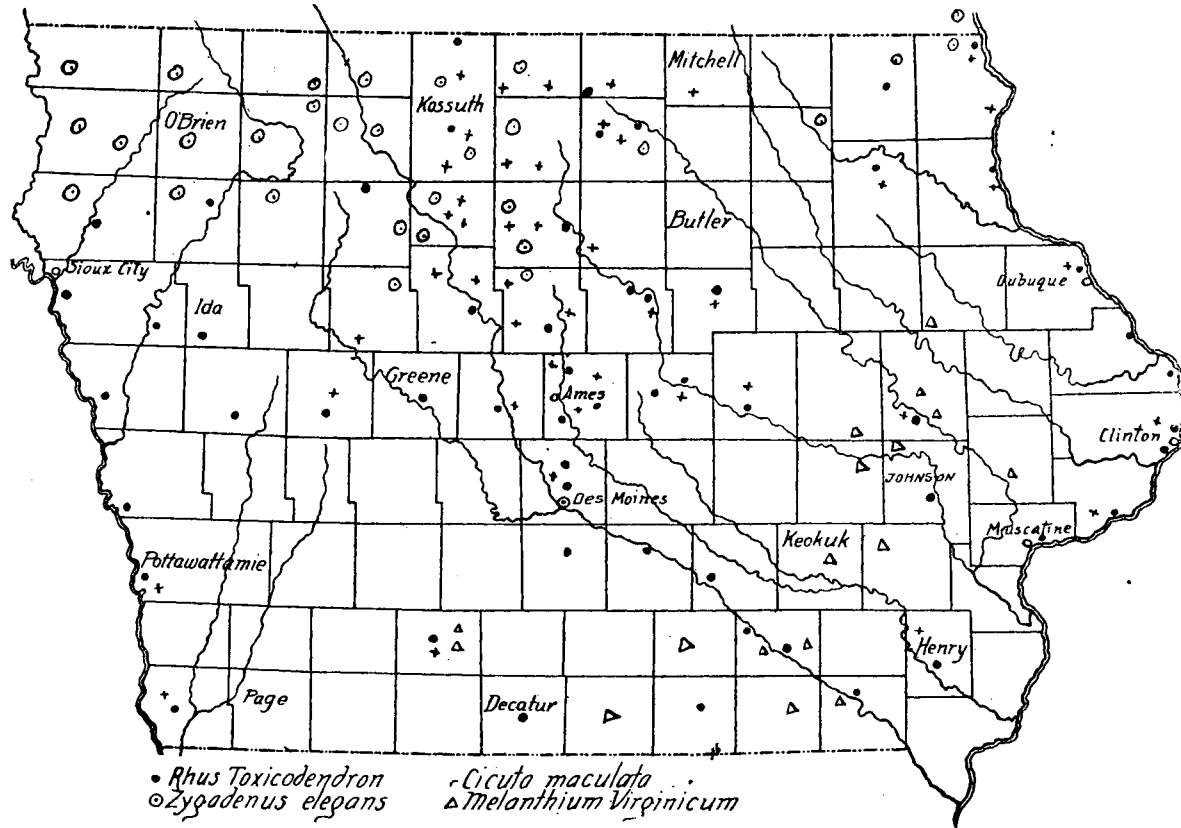 Mitchell
Kossuth
O'Brien
Butler
Sioux City
Dubuque
Ida
Greene
Ames
Clinton
JOHNSON
Des Moines
Muscatine
Keokuk
Pottawattamie
Henry
Page
Decatur
Rhus Toxicodendron
Cicuta maculata
Zygadenus elegans
Melanthium Virginicum